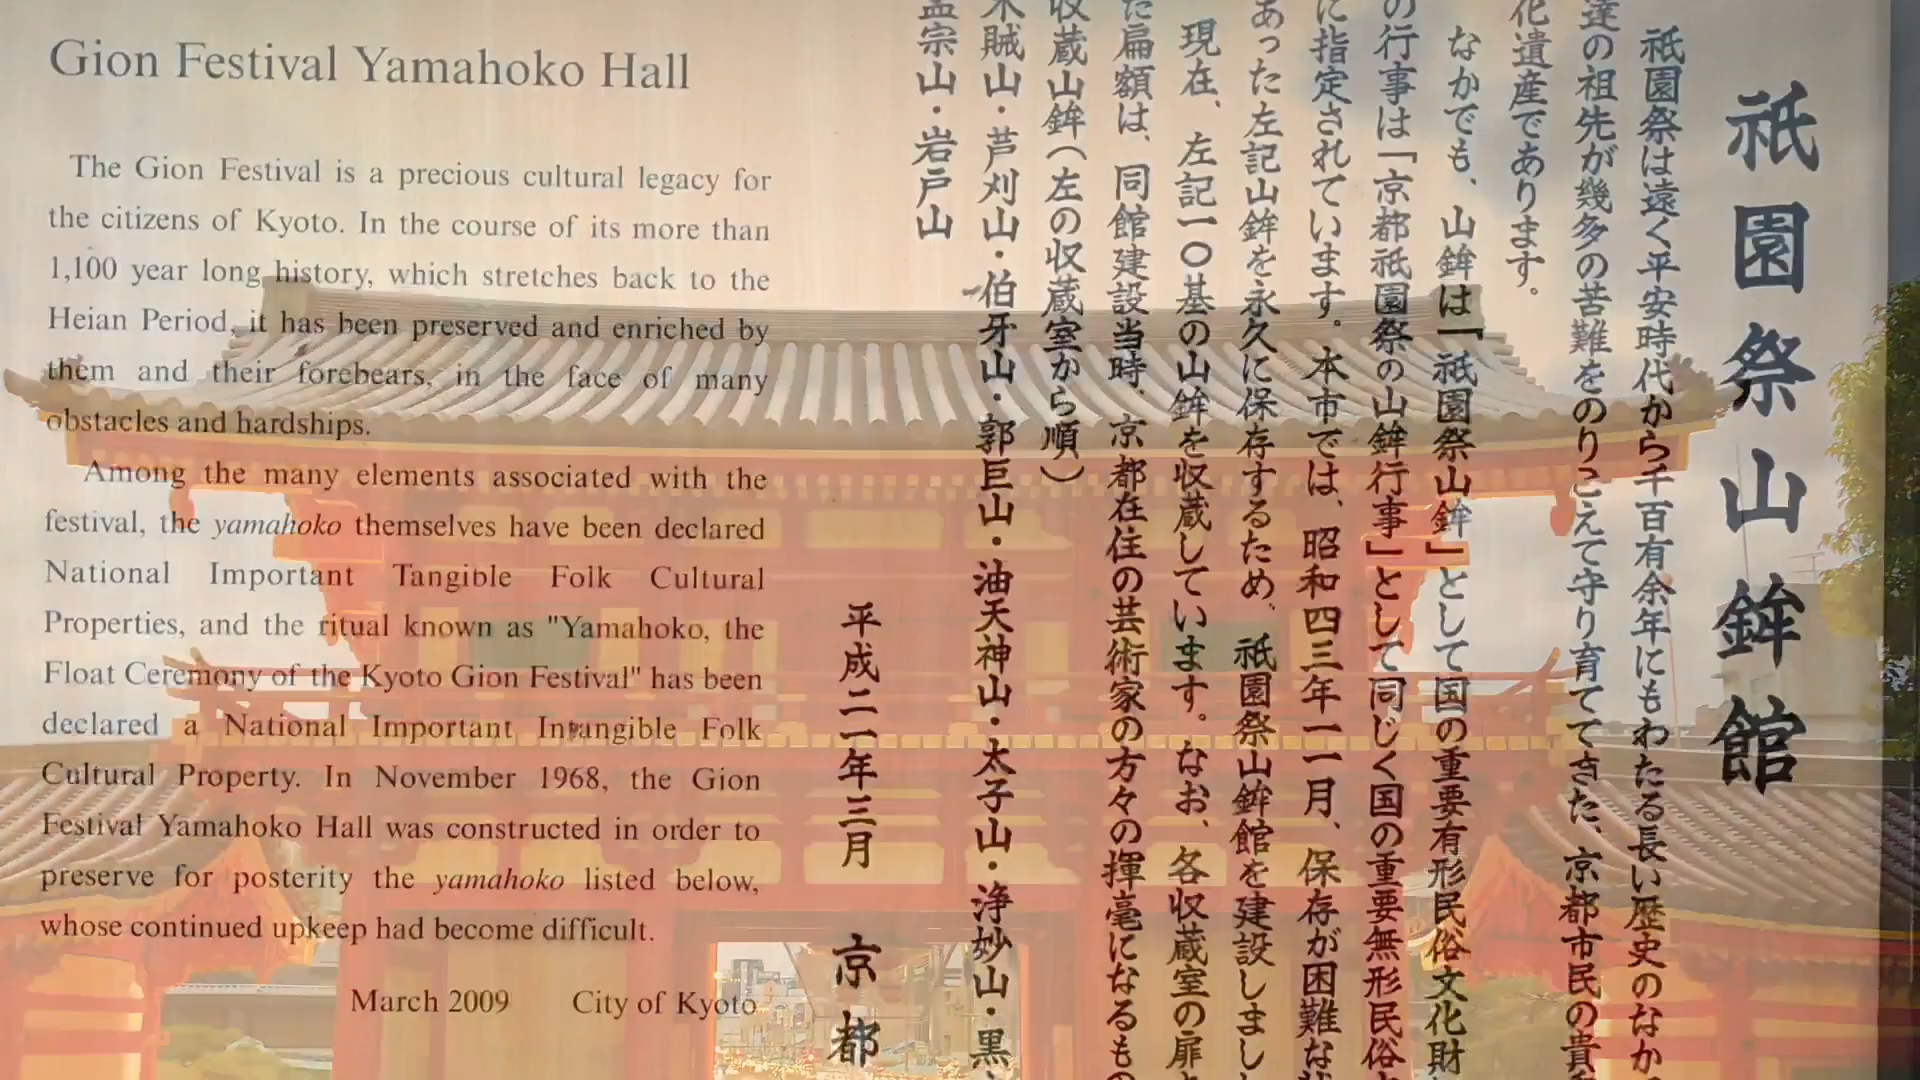 Gion Festival Yamahoko Hall
The Gion Festival is a precious cultural legacy for
the citizens of Kyoto. In the course of its more than
1,100 year long history, which stretches back to the
Heian Period, it has been preserved and enriched by
them and their forebears, in the face of many
obstacles and hardships.
Among the many elements associated with the
festival, the yamahoko themselves have been declared
National Important Tangible Folk Cultural
Properties, and the ritual known as "Yamahoko, the
Float Ceremony of the Kyoto Gion Festival" has been
declared a National Important Intangible Folk
Cultural Property. In November 1968, the Gion
Festival Yamahoko Hall was constructed in order to
preserve for posterity the yamahoko listed below,
whose continued upkeep had become difficult.
March 2009 City of Kyoto
祇園祭山鉾館
祇園祭は遠く平安時代から千百有余年にもわたる長い歴史のなか
達の祖先が幾多の苦難をのりこえて守り育ててきた、京都市民の貴
化遺産であります。
なかでも、山鉾は「祇園祭山鉾」として国の重要有形民俗文化財
の行事は「京都祇園祭の山鉾行事」として同じく国の重要無形民俗
に指定されています。本市では、昭和四三年一一月、保存が困難な
あった左記山鉾を永久に保存するため、祇園祭山鉾館を建設しまし
現在、左記一〇基の山鉾を収蔵しています。なお、各収蔵室の扉
た扁額は、同館建設当時、京都在住の芸術家の方々の揮毫になるもの
収蔵山鉾(左の収蔵室から順)
木賊山・芦刈山・伯牙山・郭巨山・油天神山・太子山・浄妙山・黒
孟宗山・岩戸山
平成二一年三月 京都